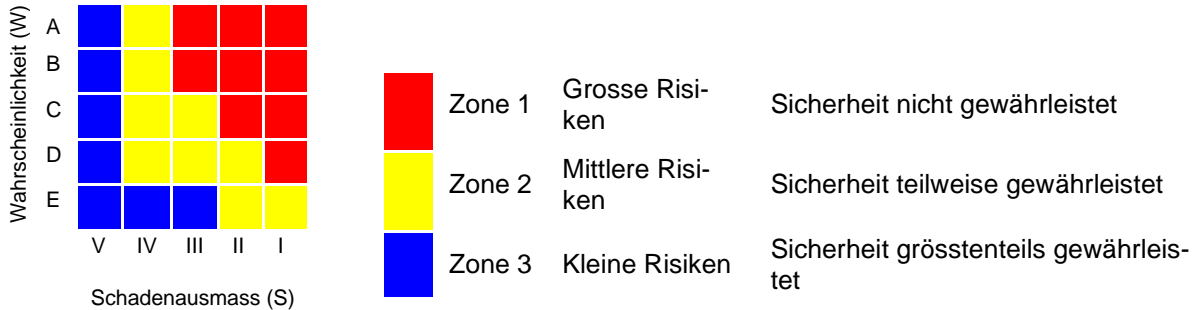 Wahrscheinlichkeit (W)
A
B
C
D
E
V IV III II I
Schadenausmass (S)
Zone 1 Grosse Risi-
ken Sicherheit nicht gewährleistet
Zone 2 Mittlere Risi-
ken Sicherheit teilweise gewährleistet
Zone 3 Kleine Risiken Sicherheit grösstenteils gewährleis-
tet